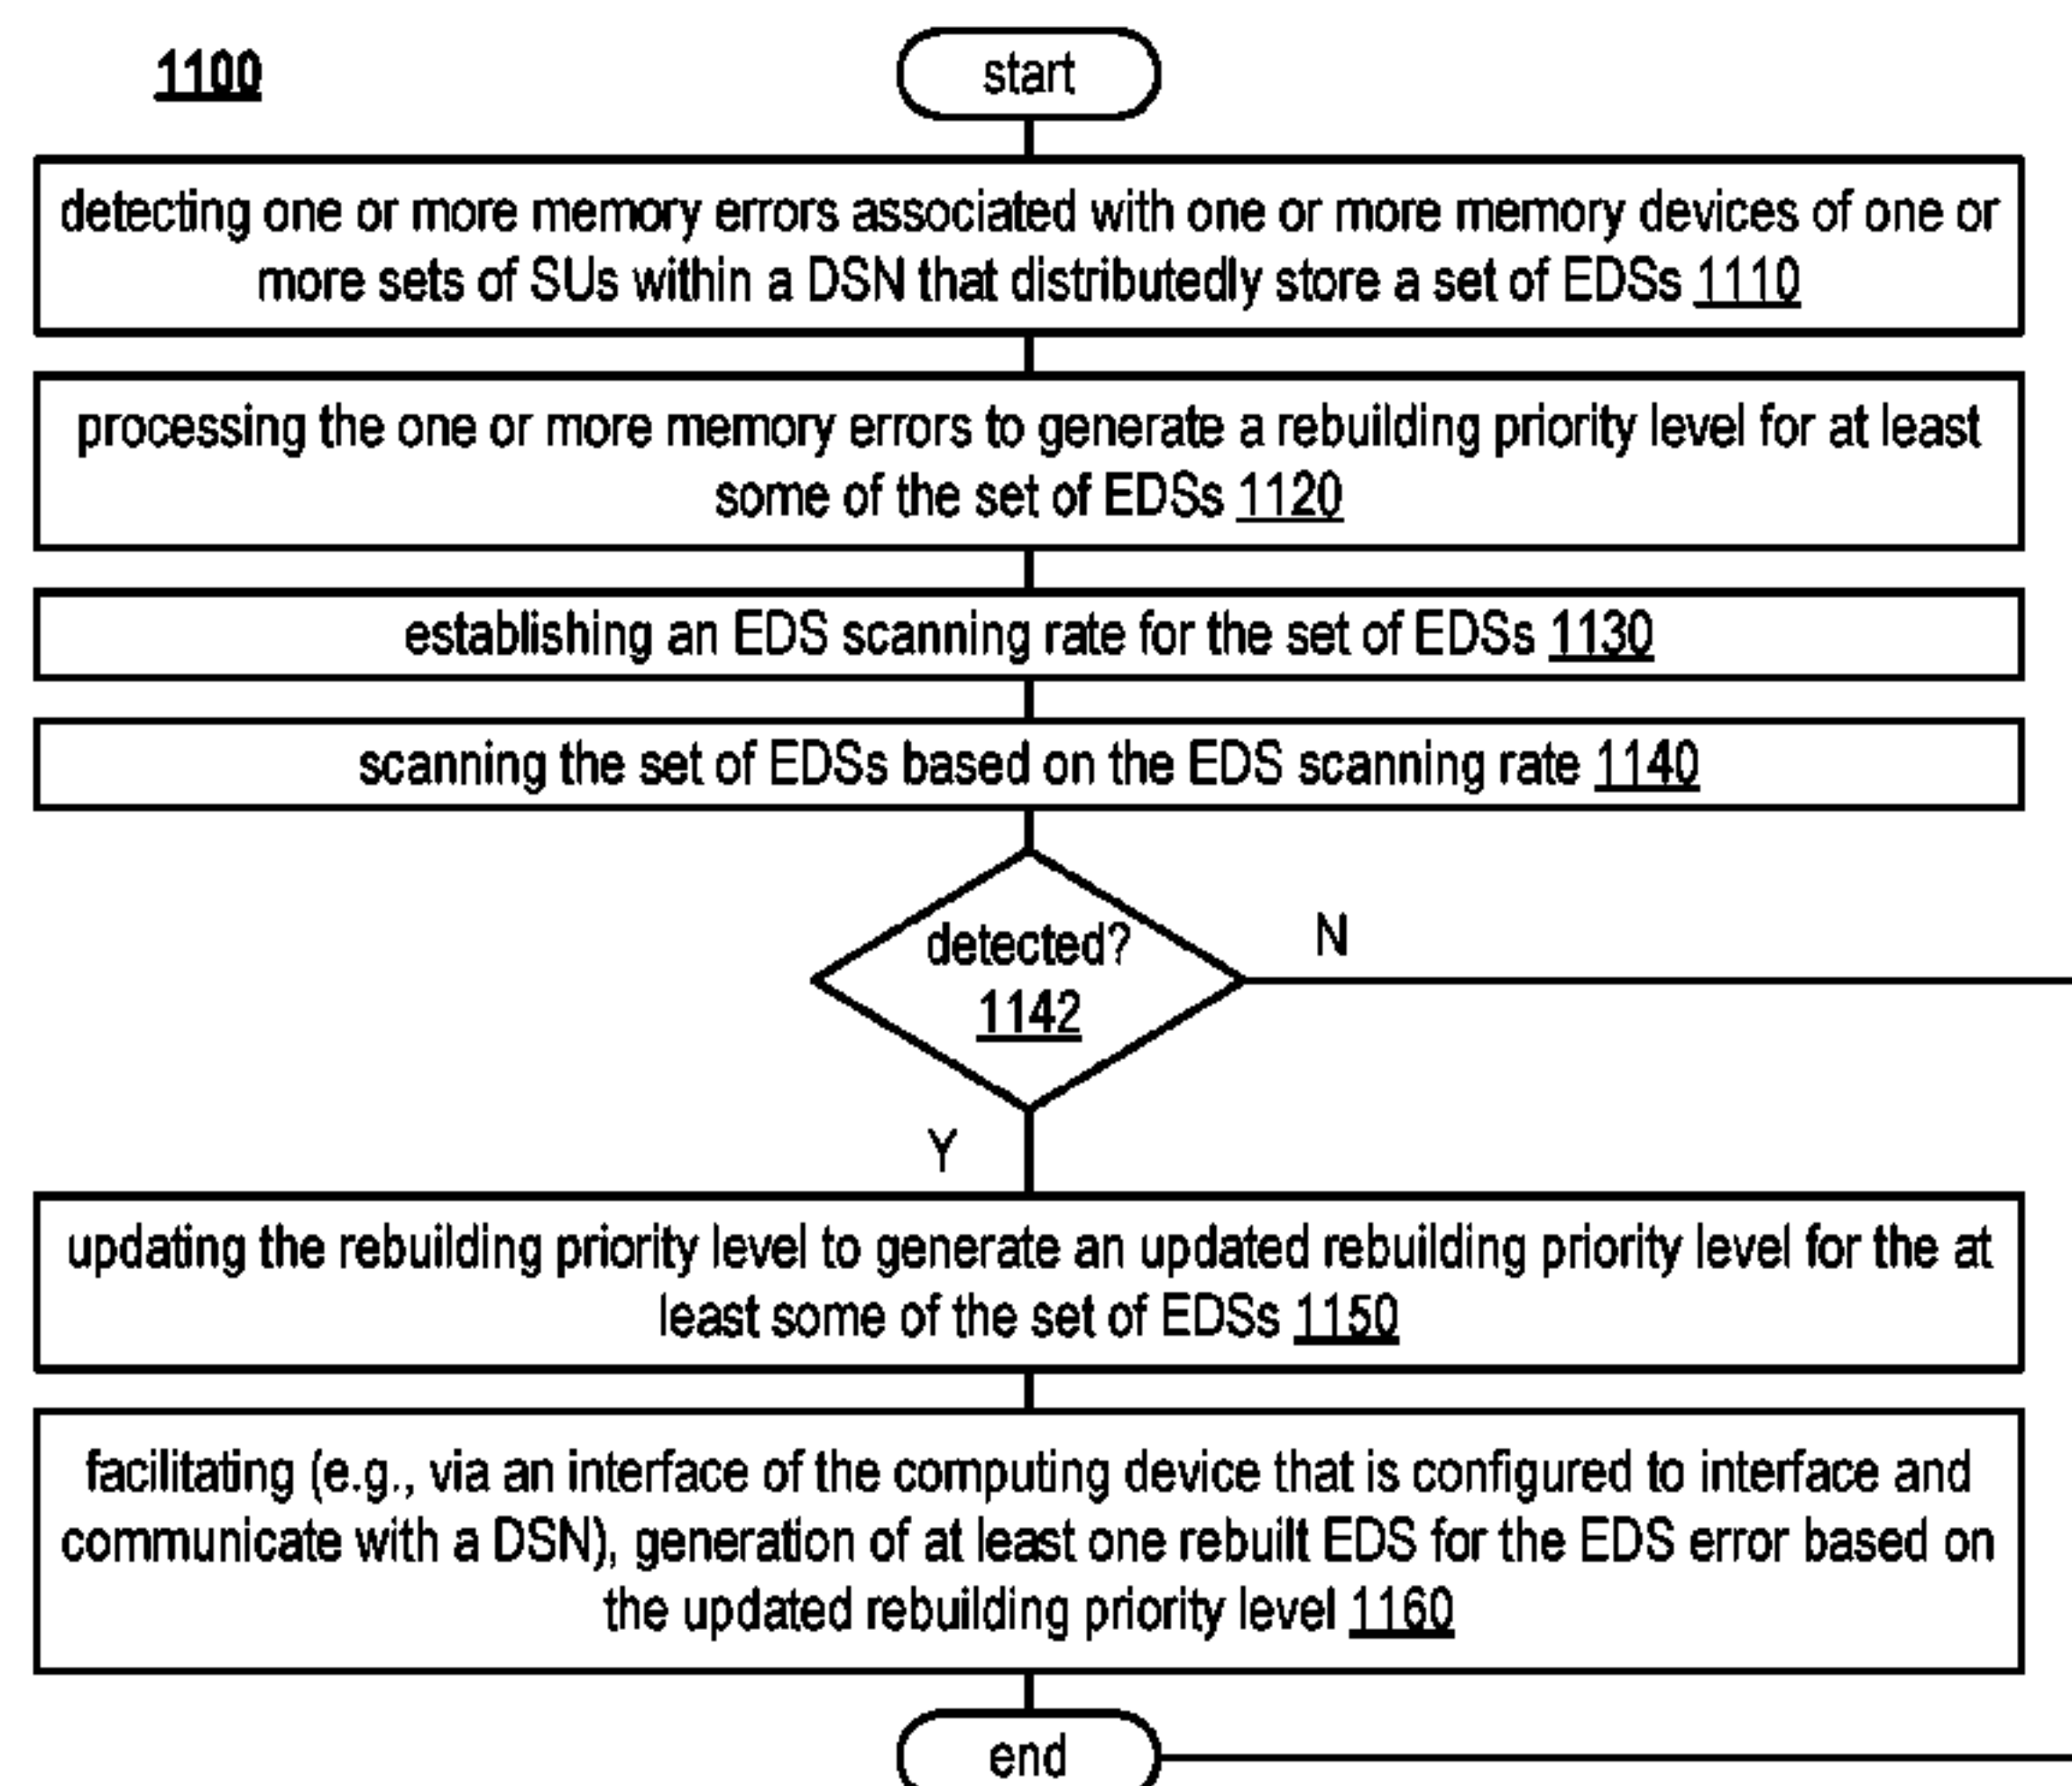 1100
start
detecting one or more memory errors associated with one or more memory devices of one or
more sets of SUs within a DSN that distributedly store a set of EDSs 1110
processing the one or more memory errors to generate a rebuilding priority level for at least
some of the set of EDSs 1120
establishing an EDS scanning rate for the set of EDSs 1130
scanning the set of EDSs based on the EDS scanning rate 1140
detected?
1142
N
Y
updating the rebuilding priority level to generate an updated rebuilding priority level for the at
least some of the set of EDSs 1150
facilitating (e.g., via an interface of the computing device that is configured to interface and
communicate with a DSN), generation of at least one rebuilt EDS for the EDS error based on
the updated rebuilding priority level 1160
end